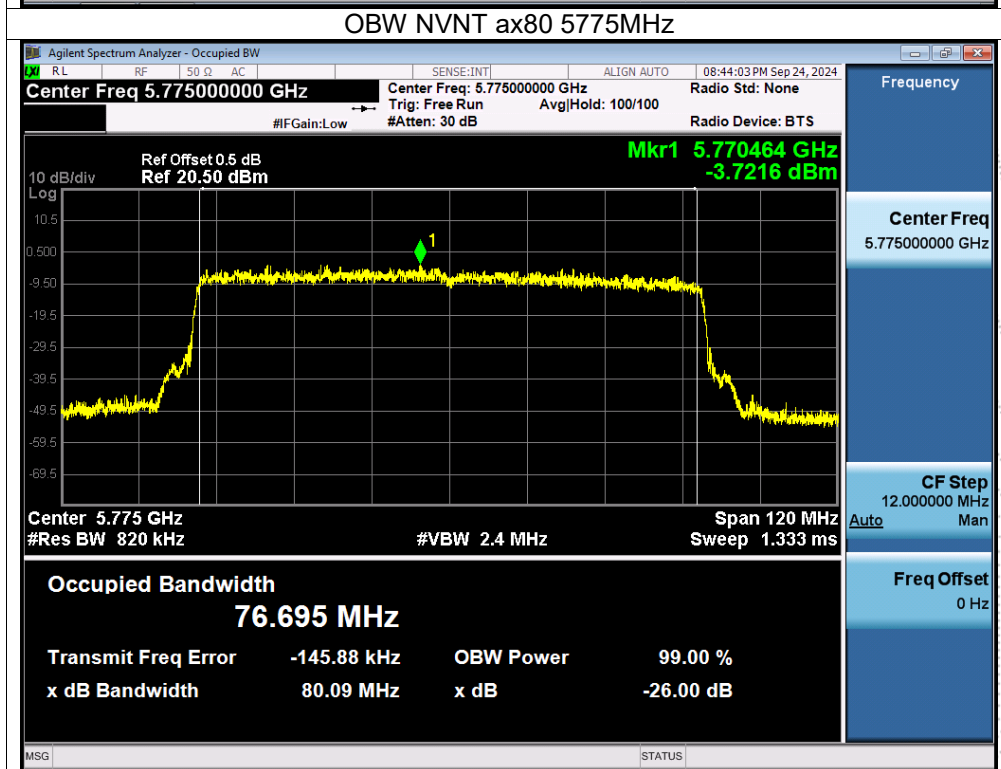 OBW NVNT ax80 5775MHz
Agilent Spectrum Analyzer - Occupied BW
LXI RL RF 50 Ω AC SENSE:INT ALIGN AUTO 08:44:03 PM Sep 24, 2024
Center Freq 5.775000000 GHz
Center Freq: 5.775000000 GHz Radio Std: None
Trig: Free Run Avg|Hold: 100/100
#IFGain:Low #Atten: 30 dB Radio Device: BTS
Frequency
Mkr1 5.770464 GHz
-3.7216 dBm
Ref Offset 0.5 dB
10 dB/div Ref 20.50 dBm
Log
10.5
0.500
-9.50
-19.5
-29.5
-39.5
-49.5
-59.5
-69.5
1
Center 5.775 GHz Span 120 MHz
#Res BW 820 kHz #VBW 2.4 MHz Sweep 1.333 ms
Center Freq
5.775000000 GHz
CF Step
12.000000 MHz
Auto Man
Freq Offset
0 Hz
Occupied Bandwidth
76.695 MHz
Transmit Freq Error -145.88 kHz OBW Power 99.00 %
x dB Bandwidth 80.09 MHz x dB -26.00 dB
MSG STATUS